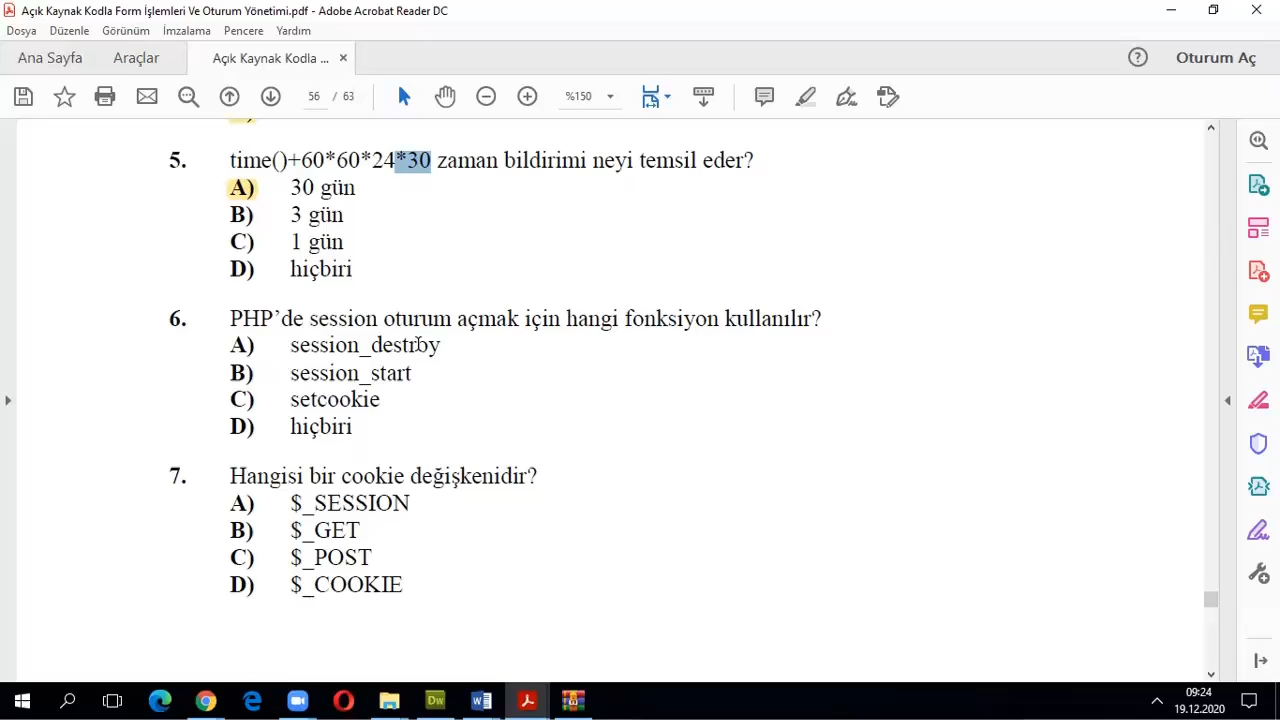 Açık Kaynak Kodla Form İşlemleri Ve Oturum Yönetimi.pdf - Adobe Acrobat Reader DC
Dosya Düzenle Görünüm İmzalama Pencere Yardım
Ana Sayfa Araçlar Açık Kaynak Kodla ... × ? Oturum Aç
56 / 63 %150
5. time()+60*60*24*30 zaman bildirimi neyi temsil eder?
A) 30 gün
B) 3 gün
C) 1 gün
D) hiçbiri
6. PHP’de session oturum açmak için hangi fonksiyon kullanılır?
A) session_destroy
B) session_start
C) setcookie
D) hiçbiri
7. Hangisi bir cookie değişkenidir?
A) $_SESSION
B) $_GET
C) $_POST
D) $_COOKIE
Dw W
09:24
19.12.2020